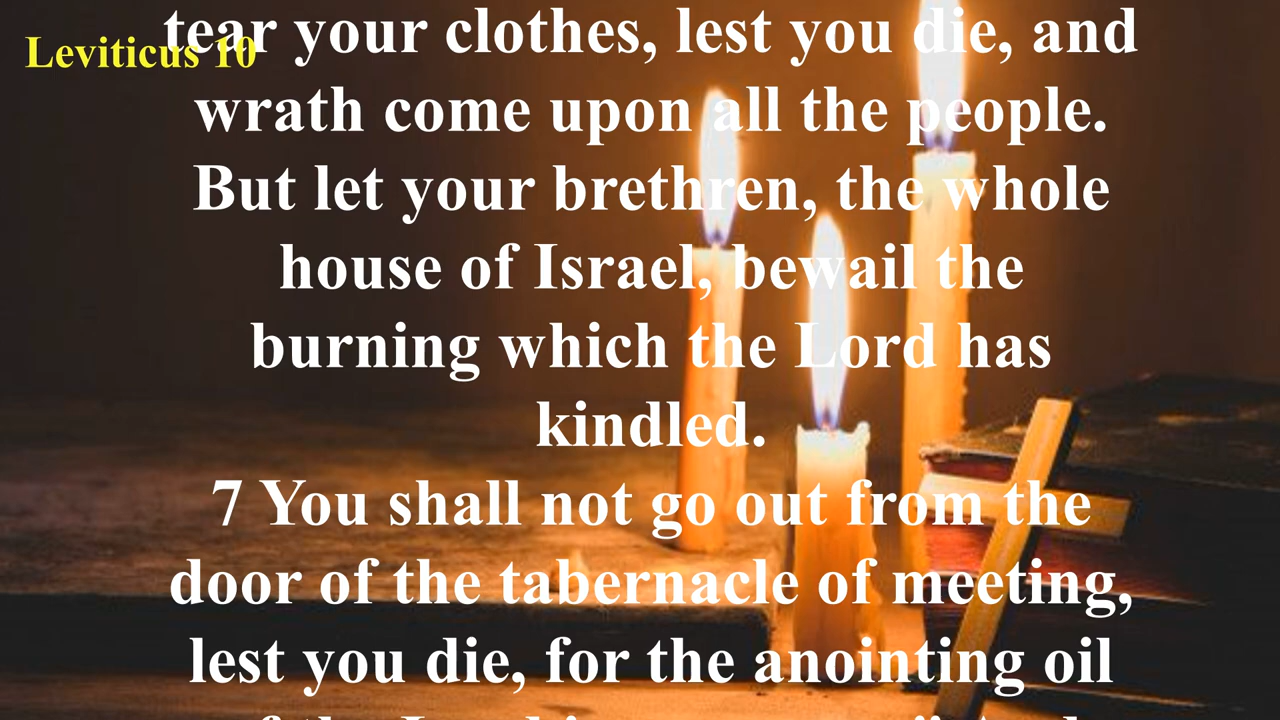 Leviticus 10
tear your clothes, lest you die, and
wrath come upon all the people.
But let your brethren, the whole
house of Israel, bewail the
burning which the Lord has
kindled.
7 You shall not go out from the
door of the tabernacle of meeting,
lest you die, for the anointing oil